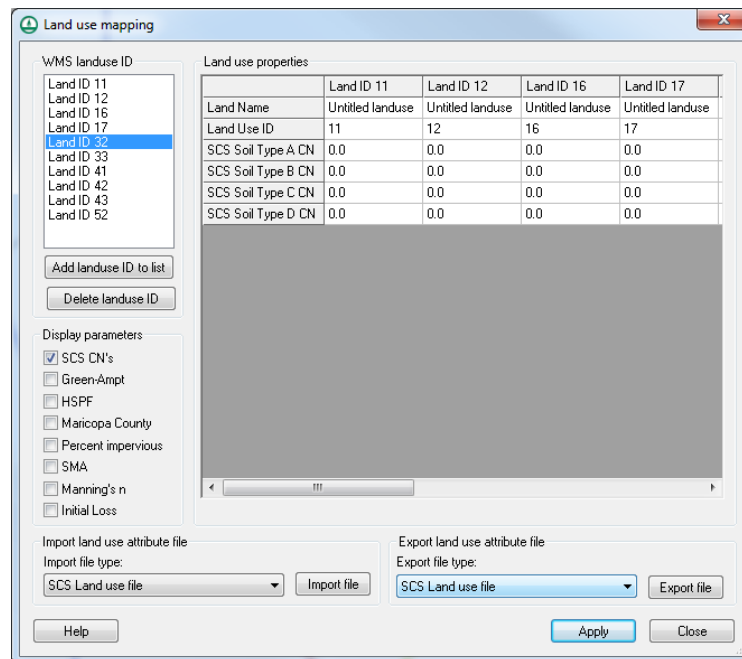 Land use mapping
WMS landuse ID
Land ID 11
Land ID 12
Land ID 16
Land ID 17
Land ID 32
Land ID 33
Land ID 41
Land ID 42
Land ID 43
Land ID 52
Add landuse ID to list
Delete landuse ID
Display parameters
SCS CN's
Green-Ampt
HSPF
Maricopa County
Percent impervious
SMA
Manning's n
Initial Loss
Land use properties
Land ID 11 Land ID 12 Land ID 16 Land ID 17
Land Name Untitled landuse Untitled landuse Untitled landuse Untitled landuse
Land Use ID 11 12 16 17
SCS Soil Type A CN 0.0 0.0 0.0 0.0
SCS Soil Type B CN 0.0 0.0 0.0 0.0
SCS Soil Type C CN 0.0 0.0 0.0 0.0
SCS Soil Type D CN 0.0 0.0 0.0 0.0
Import land use attribute file
Import file type:
SCS Land use file Import file
Export land use attribute file
Export file type:
SCS Land use file Export file
Help Apply Close